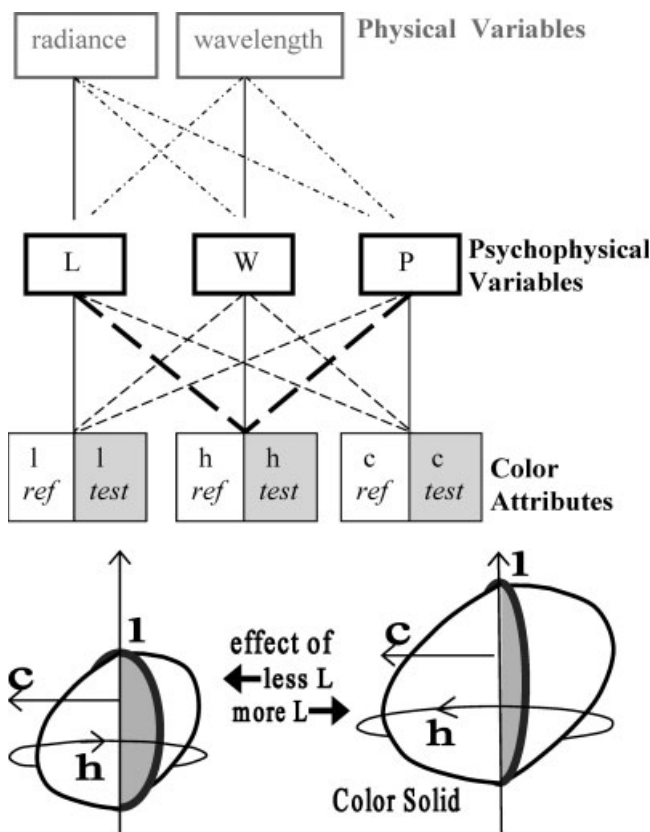 radiance wavelength Physical Variables
L W P Psychophysical
Variables
l l h h c c Color
ref test ref test ref test Attributes
l l
effect of
c less L c
more L
h h
Color Solid